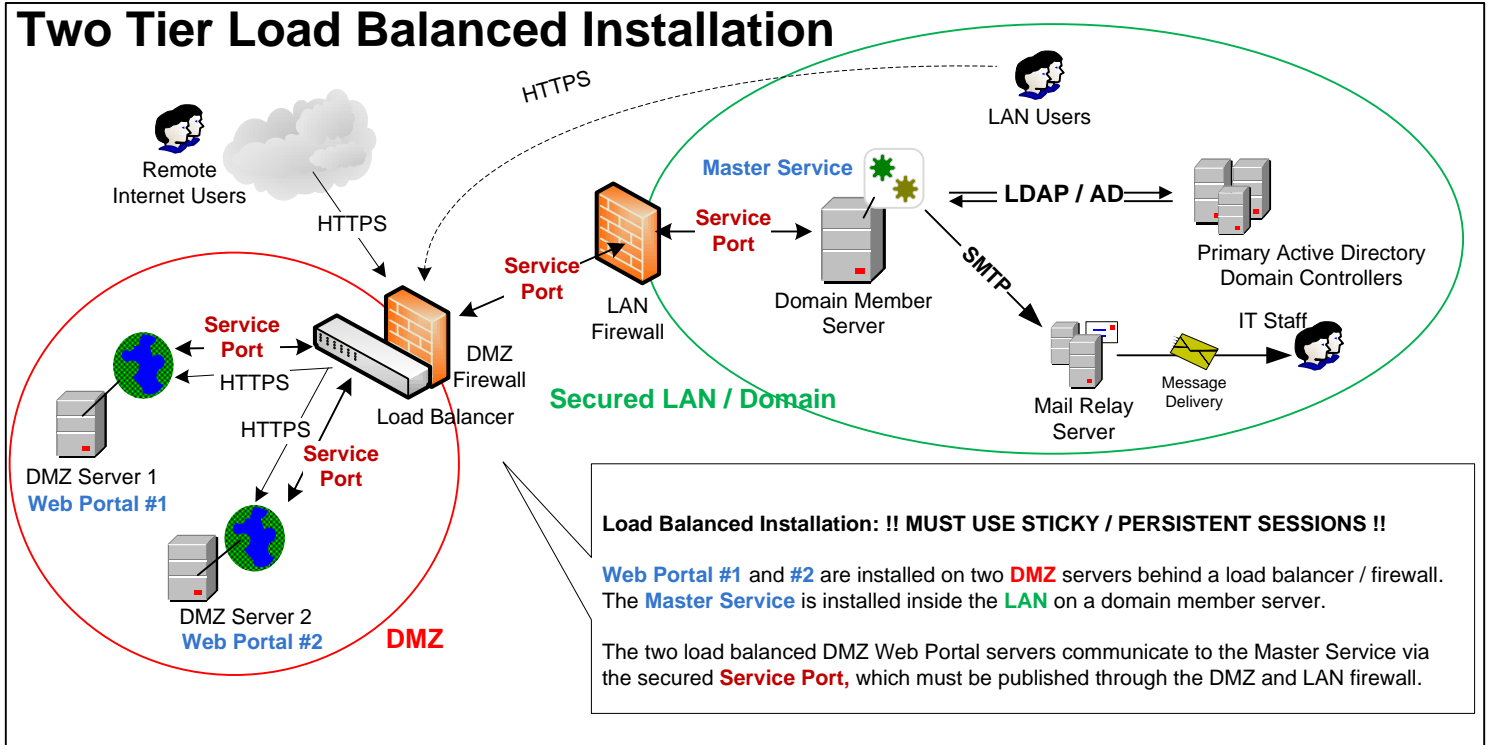 Two Tier Load Balanced Installation
HTTPS
LAN Users
Remote
Internet Users
HTTPS
Master Service
LDAP / AD
Primary Active Directory
Domain Controllers
Service
Port
Domain Member
Server
SMTP
LAN
Firewall
Service
Port
IT Staff
Message
Delivery
Mail Relay
Server
Secured LAN / Domain
DMZ
Firewall
Load Balancer
Service
Port
HTTPS
HTTPS
Service
Port
DMZ Server 1
Web Portal #1
DMZ Server 2
Web Portal #2
DMZ
Load Balanced Installation: !! MUST USE STICKY / PERSISTENT SESSIONS !!
Web Portal #1 and #2 are installed on two DMZ servers behind a load balancer / firewall.
The Master Service is installed inside the LAN on a domain member server.
The two load balanced DMZ Web Portal servers communicate to the Master Service via
the secured Service Port, which must be published through the DMZ and LAN firewall.